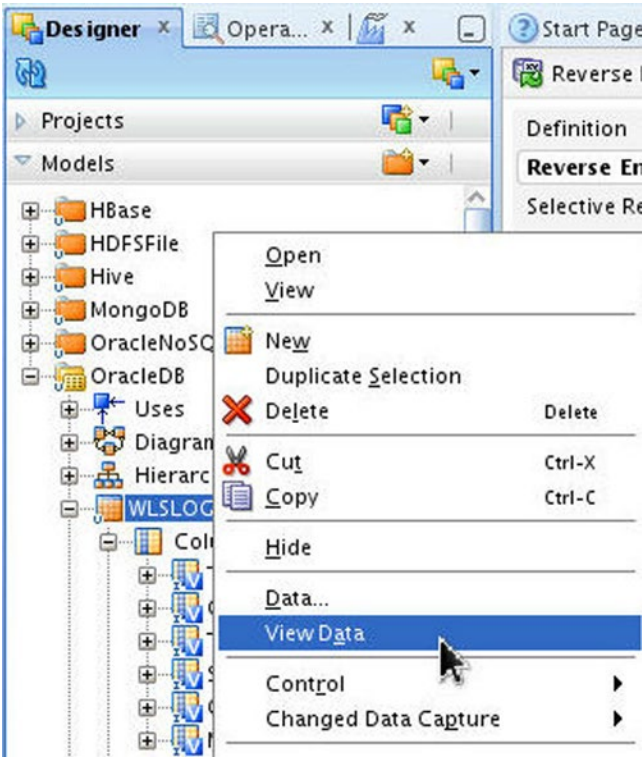 Designer x Opera... x x
Start Page
Reverse
Projects
Definition
Models
Reverse En
Selective Re
HBase
HDFSFile
Hive
MongoDB
OracleNoSQ
OracleDB
Uses
Diagram
Hierarc
WLSLOG
Colu
Open
View
New
Duplicate Selection
Delete Delete
Cut Ctrl-X
Copy Ctrl-C
Hide
Data...
View Data
Control
Changed Data Capture